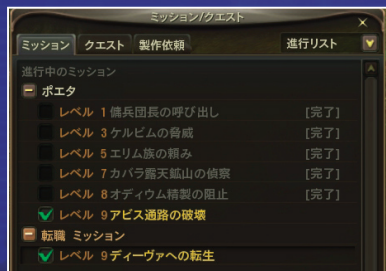 ミッション/クエスト
ミッション クエスト 製作依頼 進行リスト
進行中のミッション
ポエタ
レベル 1 傭兵団長の呼び出し [完了]
レベル 3 ケルビムの脅威 [完了]
レベル 5 エリム族の頼み [完了]
レベル 7 カバラ露天鉱山の偵察 [完了]
レベル 8 オディウム精製の阻止 [完了]
レベル 9 アビス通路の破壊
転職 ミッション
レベル 9 ディーヴァへの転生